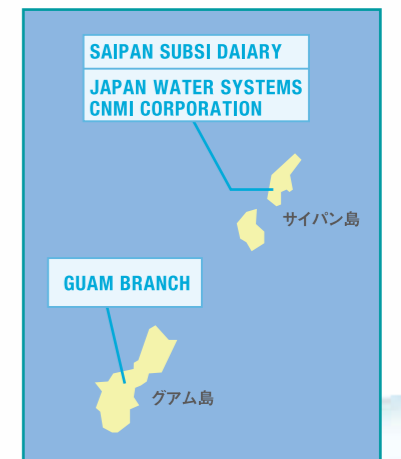 SAIPAN SUBSI DAIARY
JAPAN WATER SYSTEMS
CNMI CORPORATION
サイパン島
GUAM BRANCH
グアム島